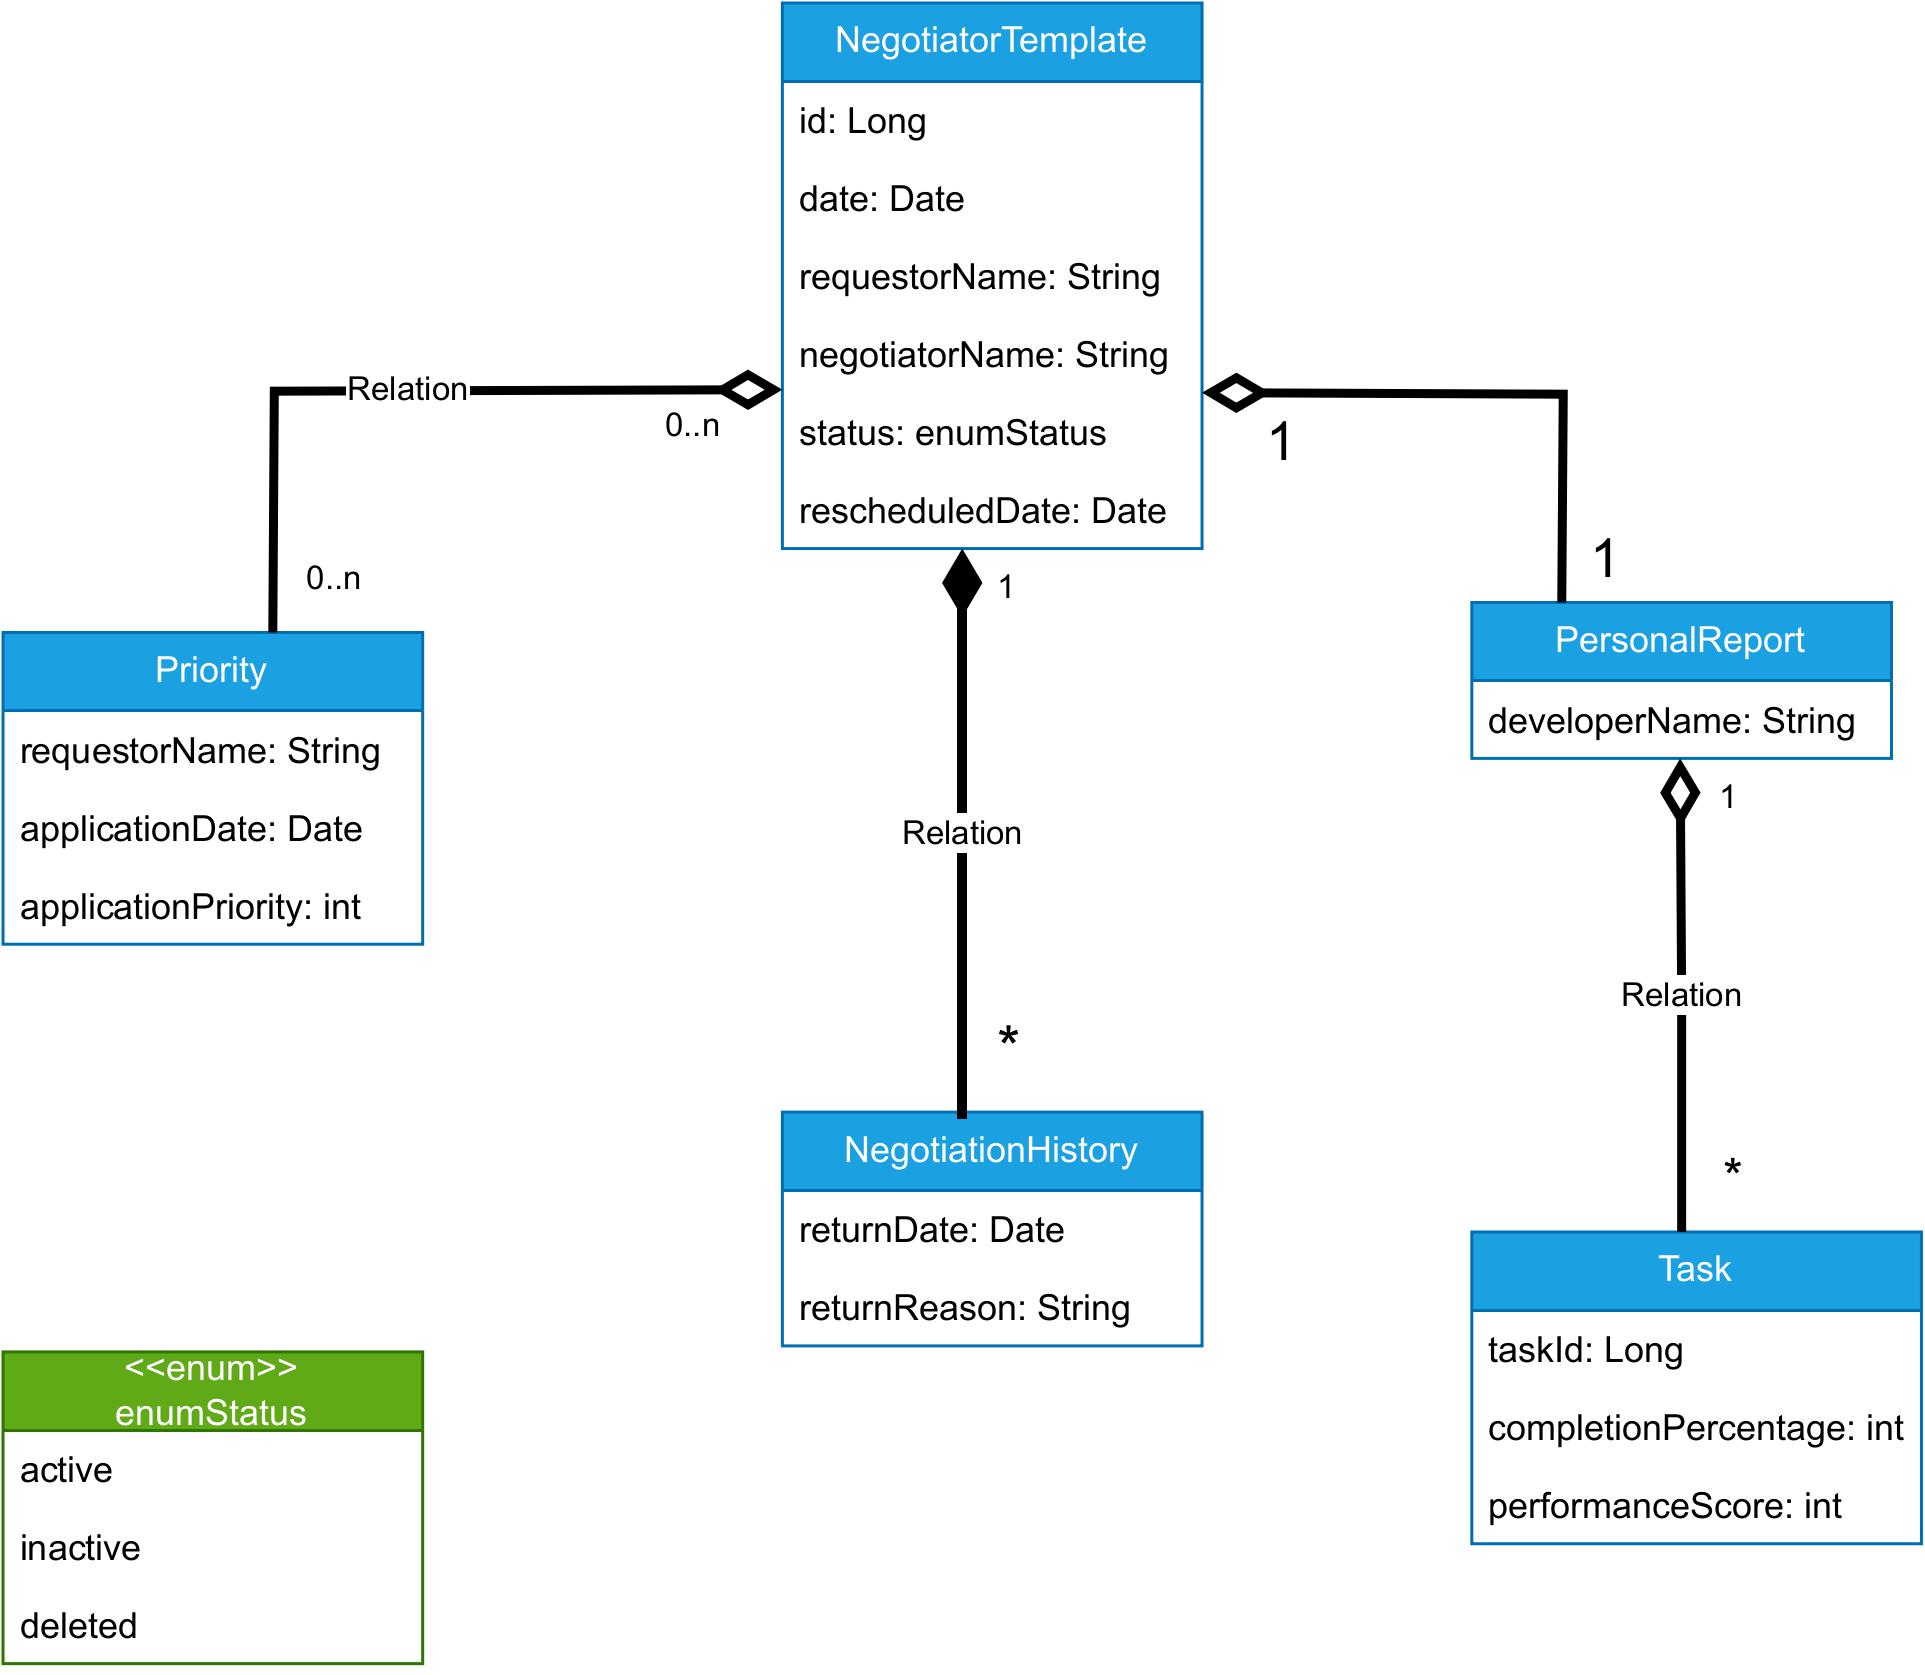 NegotiatorTemplate
id: Long
date: Date
requestorName: String
negotiatorName: String
status: enumStatus
rescheduledDate: Date
Relation
0..n
0..n
1
1
1
Priority
requestorName: String
applicationDate: Date
applicationPriority: int
PersonalReport
developerName: String
1
Relation
Relation
*
*
NegotiationHistory
returnDate: Date
returnReason: String
Task
taskId: Long
completionPercentage: int
performanceScore: int
<<enum>>
enumStatus
active
inactive
deleted